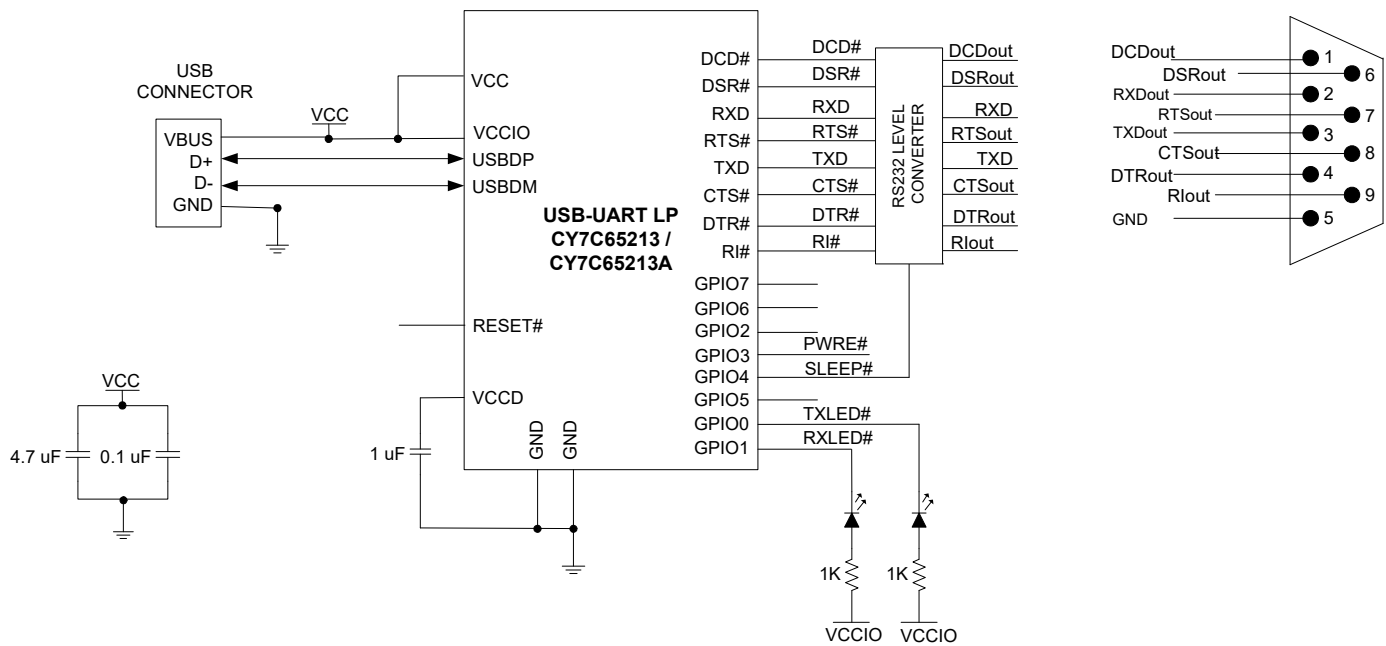 USB
CONNECTOR
VBUS
D+
D-
GND
VCC
VCC
VCCIO
USBDP
USBDM
RESET#
VCCD
GND
GND
USB-UART LP
CY7C65213 /
CY7C65213A
DCD#
DSR#
RXD
RTS#
TXD
CTS#
DTR#
RI#
GPIO7
GPIO6
GPIO2
GPIO3
GPIO4
GPIO5
GPIO0
GPIO1
DCD#
DSR#
RXD
RTS#
TXD
CTS#
DTR#
RI#
PWRE#
SLEEP#
TXLED#
RXLED#
RS232 LEVEL
CONVERTER
DCDout
DSRout
RXD
RTSout
TXD
CTSout
DTRout
RIout
DCDout 1
DSRout 6
RXDout 2
RTSout 7
TXDout 3
CTSout 8
DTRout 4
RIout 9
GND 5
VCC
4.7 uF
0.1 uF
1 uF
1K
1K
VCCIO
VCCIO